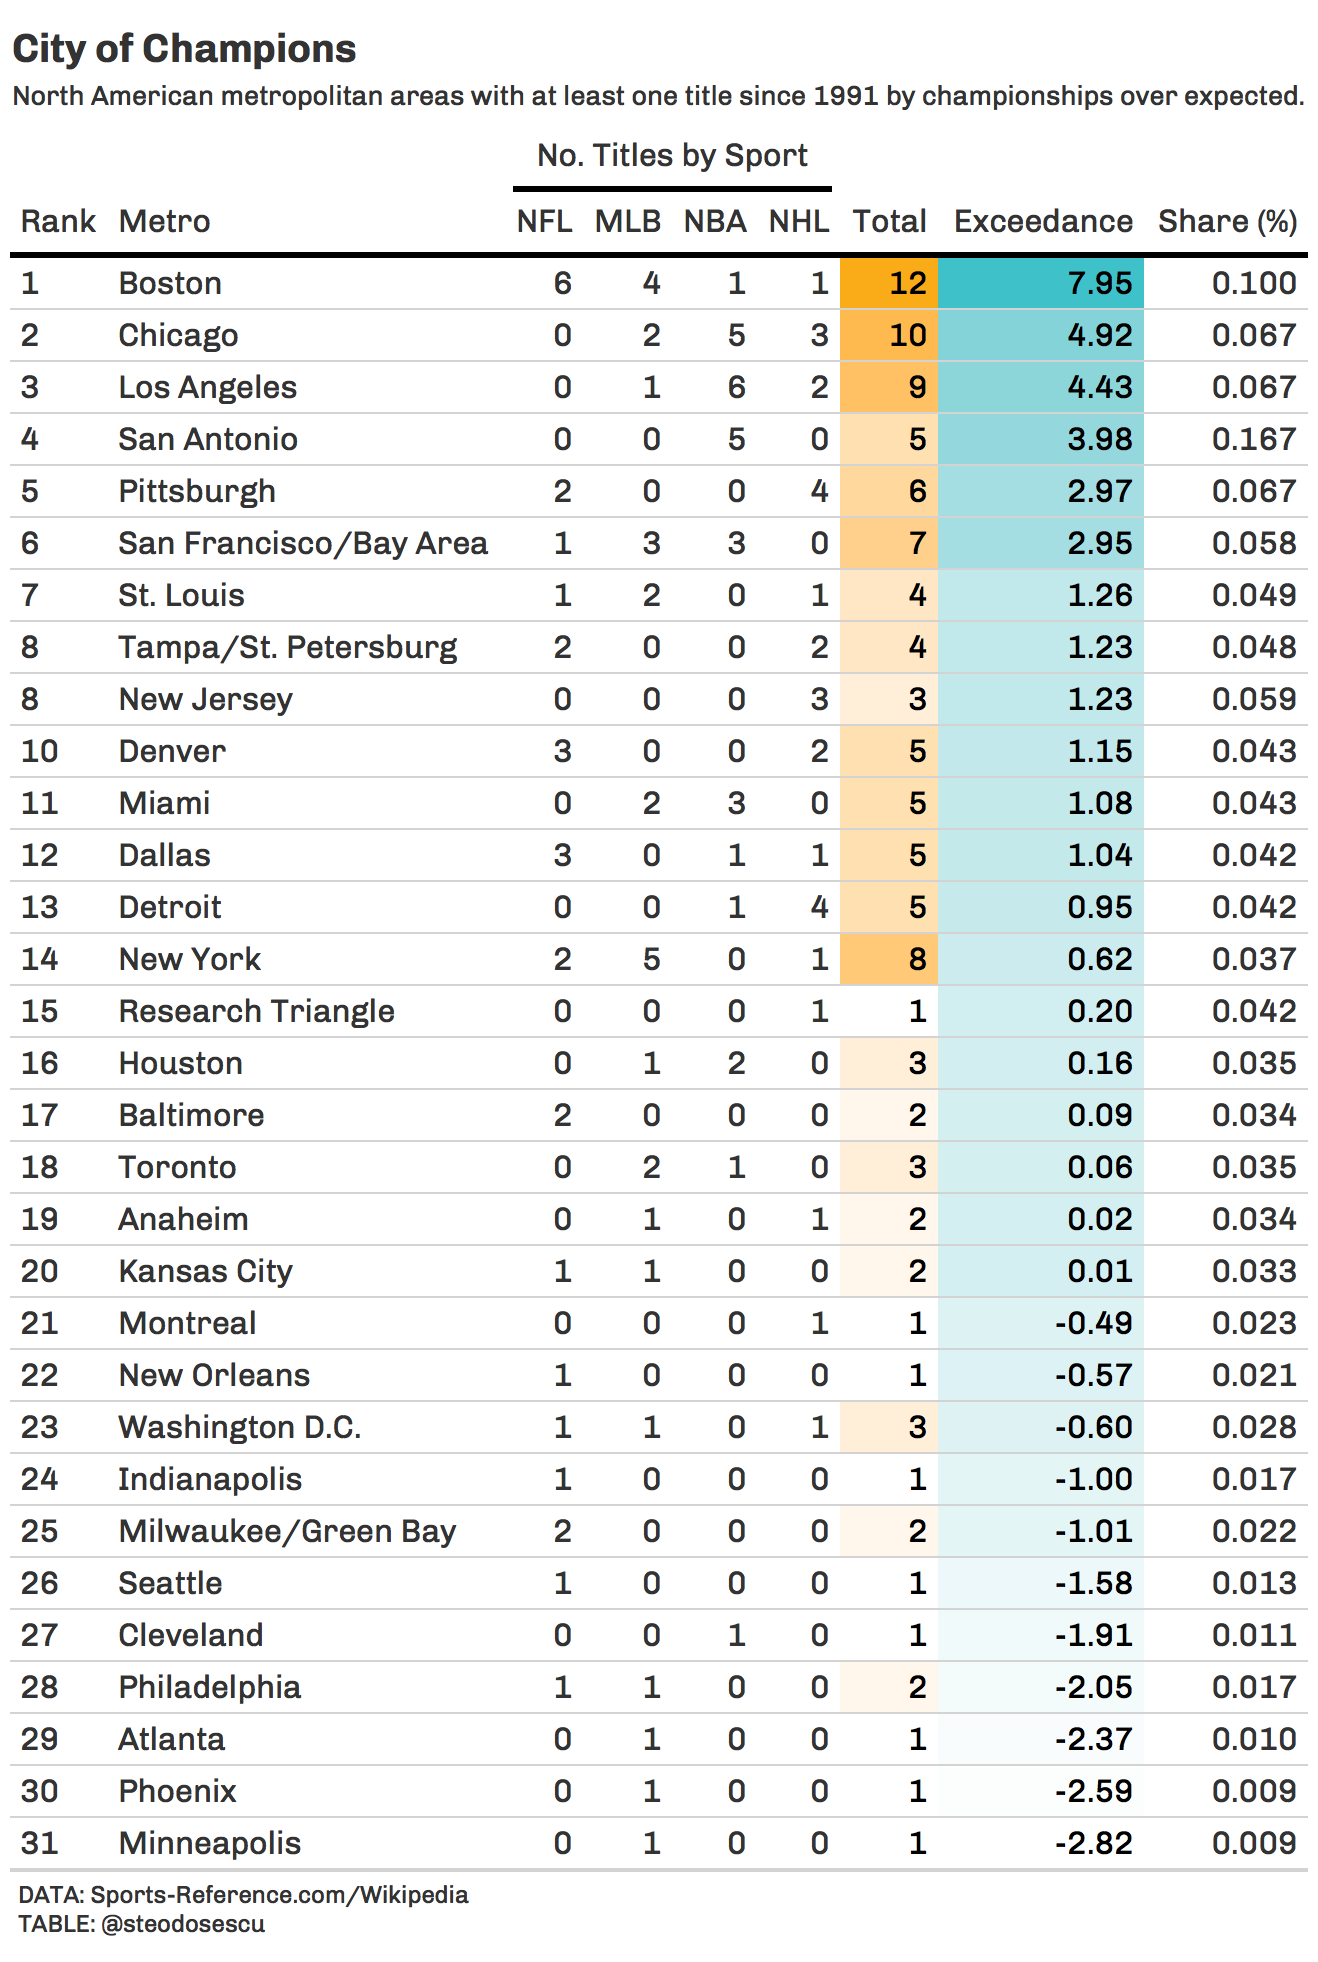 City of Champions
North American metropolitan areas with at least one title since 1991 by championships over expected.
No. Titles by Sport
Rank Metro NFL MLB NBA NHL Total Exceedance Share (%)
1 Boston 6 4 1 1 12 7.95 0.100
2 Chicago 0 2 5 3 10 4.92 0.067
3 Los Angeles 0 1 6 2 9 4.43 0.067
4 San Antonio 0 0 5 0 5 3.98 0.167
5 Pittsburgh 2 0 0 4 6 2.97 0.067
6 San Francisco/Bay Area 1 3 3 0 7 2.95 0.058
7 St. Louis 1 2 0 1 4 1.26 0.049
8 Tampa/St. Petersburg 2 0 0 2 4 1.23 0.048
8 New Jersey 0 0 0 3 3 1.23 0.059
10 Denver 3 0 0 2 5 1.15 0.043
11 Miami 0 2 3 0 5 1.08 0.043
12 Dallas 3 0 1 1 5 1.04 0.042
13 Detroit 0 0 1 4 5 0.95 0.042
14 New York 2 5 0 1 8 0.62 0.037
15 Research Triangle 0 0 0 1 1 0.20 0.042
16 Houston 0 1 2 0 3 0.16 0.035
17 Baltimore 2 0 0 0 2 0.09 0.034
18 Toronto 0 2 1 0 3 0.06 0.035
19 Anaheim 0 1 0 1 2 0.02 0.034
20 Kansas City 1 1 0 0 2 0.01 0.033
21 Montreal 0 0 0 1 1 -0.49 0.023
22 New Orleans 1 0 0 0 1 -0.57 0.021
23 Washington D.C. 1 1 0 1 3 -0.60 0.028
24 Indianapolis 1 0 0 0 1 -1.00 0.017
25 Milwaukee/Green Bay 2 0 0 0 2 -1.01 0.022
26 Seattle 1 0 0 0 1 -1.58 0.013
27 Cleveland 0 0 1 0 1 -1.91 0.011
28 Philadelphia 1 1 0 0 2 -2.05 0.017
29 Atlanta 0 1 0 0 1 -2.37 0.010
30 Phoenix 0 1 0 0 1 -2.59 0.009
31 Minneapolis 0 1 0 0 1 -2.82 0.009
DATA: Sports-Reference.com/Wikipedia
TABLE: @steodosescu